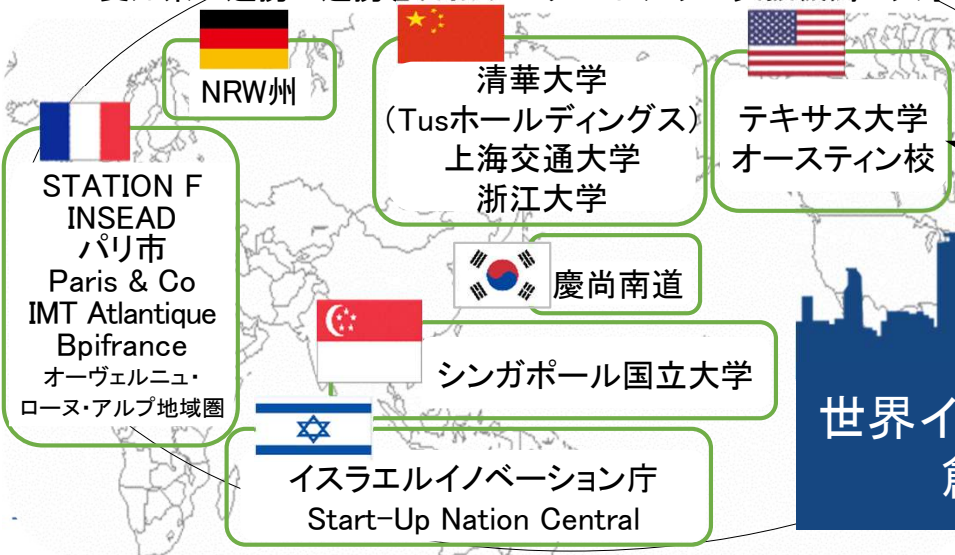 NRW州
清華大学
(Tusホールディングス)
上海交通大学
浙江大学
テキサス大学
オースティン校
STATION F
INSEAD
パリ市
Paris & Co
IMT Atlantique
Bpifrance
オーヴェルニュ・
ローヌ・アルプ地域圏
慶尚南道
シンガポール国立大学
イスラエルイノベーション庁
Start-Up Nation Central
世界イ